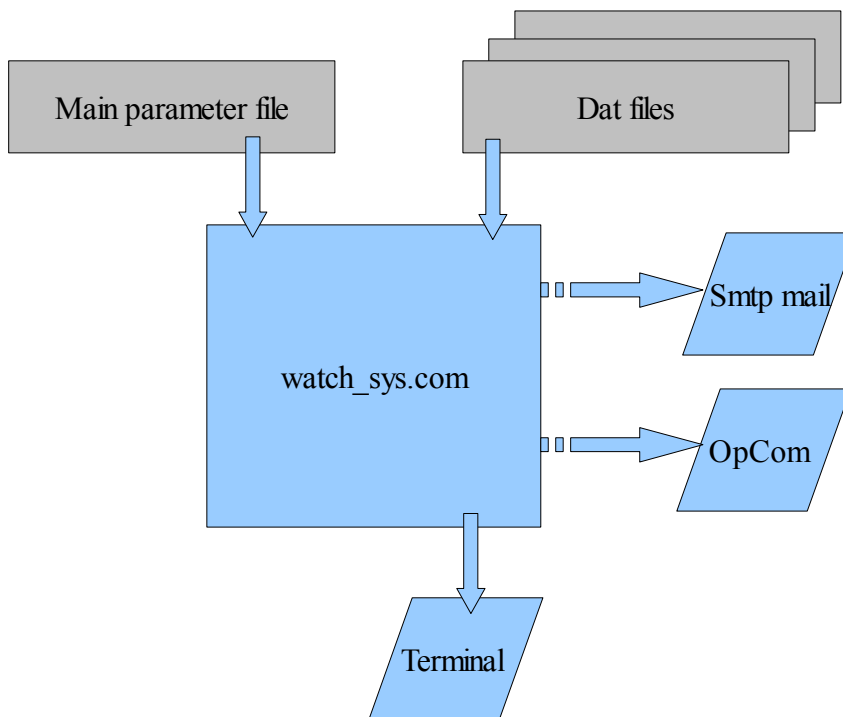 Main parameter file
Dat files
Smtp mail
watch_sys.com
OpCom
Terminal